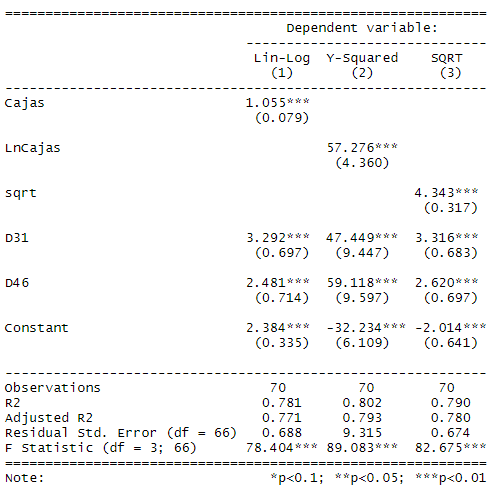 Dependent variable:
Lin-Log Y-Squared SQRT
(1) (2) (3)
Cajas 1.055***
(0.079)
LnCajas 57.276***
(4.360)
sqrt 4.343***
(0.317)
D31 3.292*** 47.449*** 3.316***
(0.697) (9.447) (0.683)
D46 2.481*** 59.118*** 2.620***
(0.714) (9.597) (0.697)
Constant 2.384*** -32.234*** -2.014***
(0.335) (6.109) (0.641)
Observations 70 70 70
R2 0.781 0.802 0.790
Adjusted R2 0.771 0.793 0.780
Residual Std. Error (df = 66) 0.688 9.315 0.674
F Statistic (df = 3; 66) 78.404*** 89.083*** 82.675***
Note: *p<0.1; **p<0.05; ***p<0.01